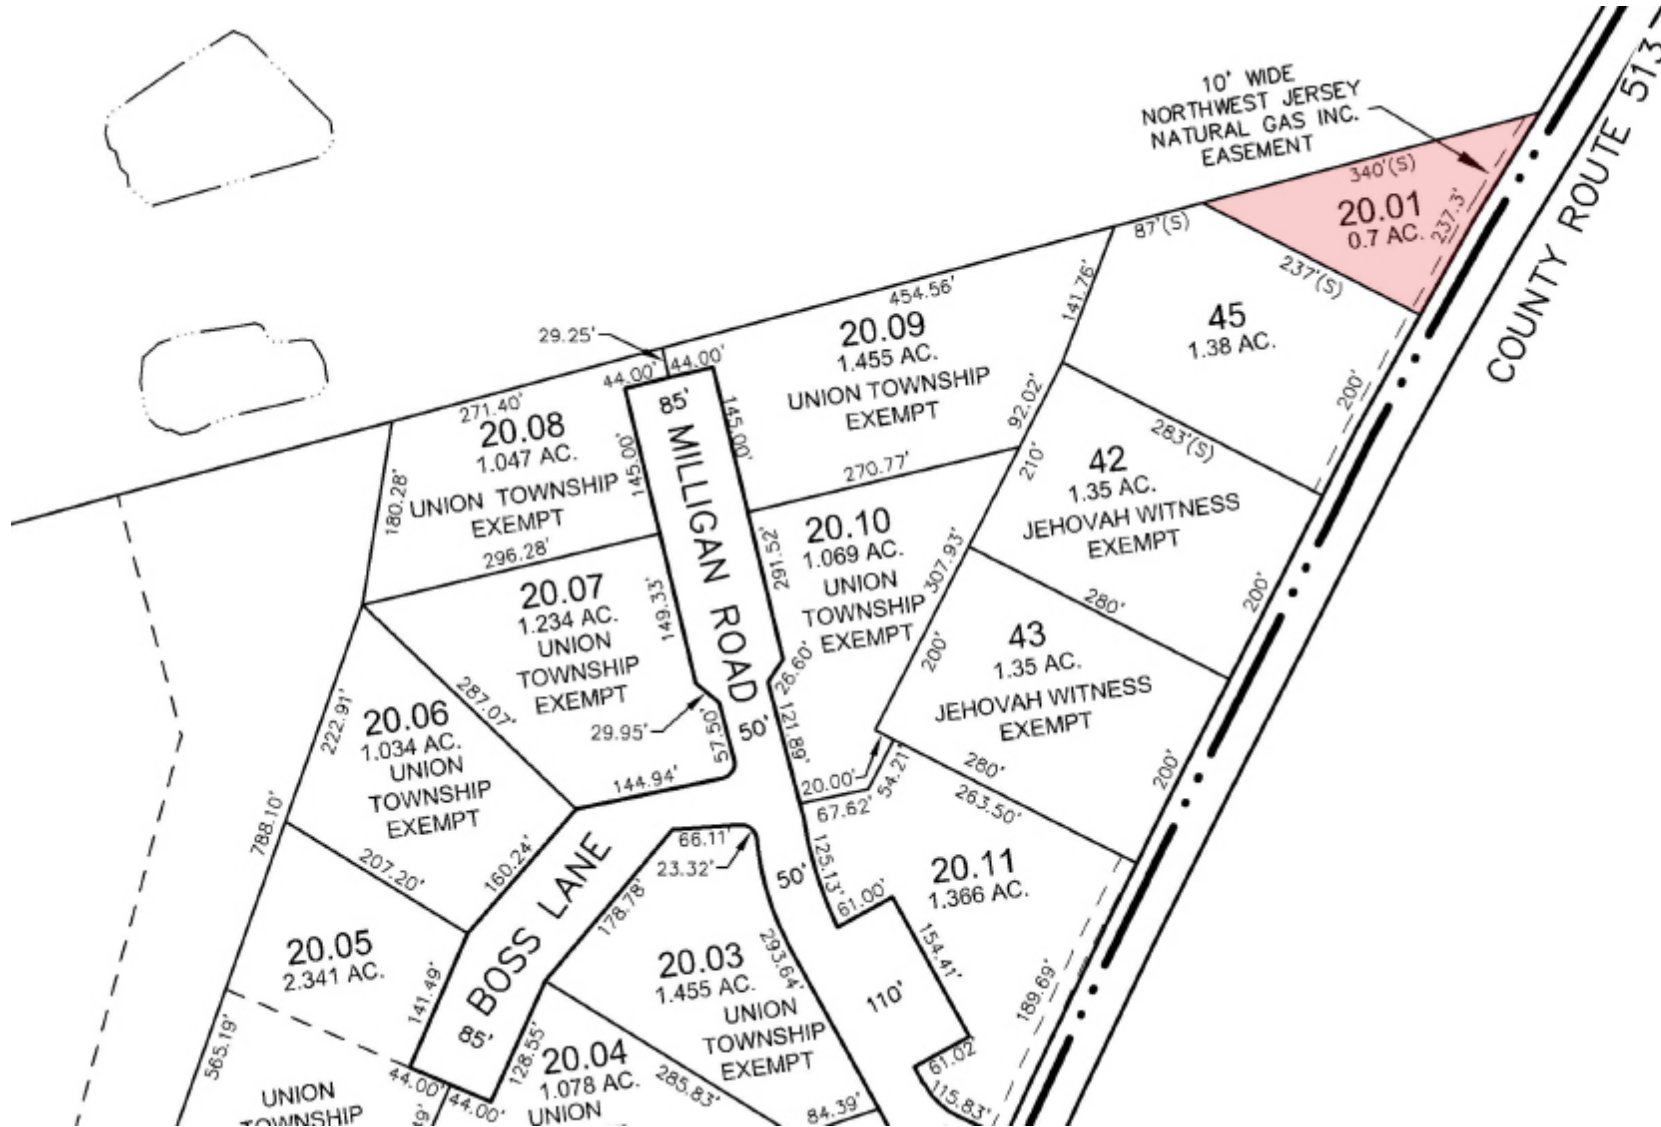 10' WIDE
NORTHWEST JERSEY
NATURAL GAS INC.
EASEMENT
COUNTY ROUTE 513
340'(S)
20.01
0.7 AC.
237.3'
237'(S)
87'(S)
45
1.38 AC.
141.76'
200'
454.56'
20.09
1.455 AC.
UNION TOWNSHIP
EXEMPT
29.25'
44.00'
44.00'
85'
271.40'
20.08
1.047 AC.
UNION TOWNSHIP
EXEMPT
180.28'
145.00'
145.00'
MILLIGAN ROAD
92.02'
283'(S)
270.77'
210'
42
1.35 AC.
JEHOVAH WITNESS
EXEMPT
200'
20.10
1.069 AC.
UNION
TOWNSHIP
EXEMPT
291.52'
307.93'
296.28'
20.07
1.234 AC.
UNION
TOWNSHIP
EXEMPT
149.33'
280'
43
1.35 AC.
JEHOVAH WITNESS
EXEMPT
200'
200'
26.60'
287.07'
222.91'
20.06
1.034 AC.
UNION
TOWNSHIP
EXEMPT
29.95'
57.50'
50'
121.89'
144.94'
20.00'
54.21'
67.62'
280'
263.50'
788.10'
207.20'
160.24'
BOSS LANE
66.11'
23.32'
178.78'
50'
125.13'
61.00'
20.11
1.366 AC.
154.41'
189.69'
110'
20.05
2.341 AC.
141.49'
85'
20.03
1.455 AC.
UNION
TOWNSHIP
EXEMPT
293.64'
565.19'
128.55'
20.04
1.078 AC.
UNION
285.83'
84.39'
61.02'
115.83'
44.00'
44.00'
UNION
TOWNSHIP